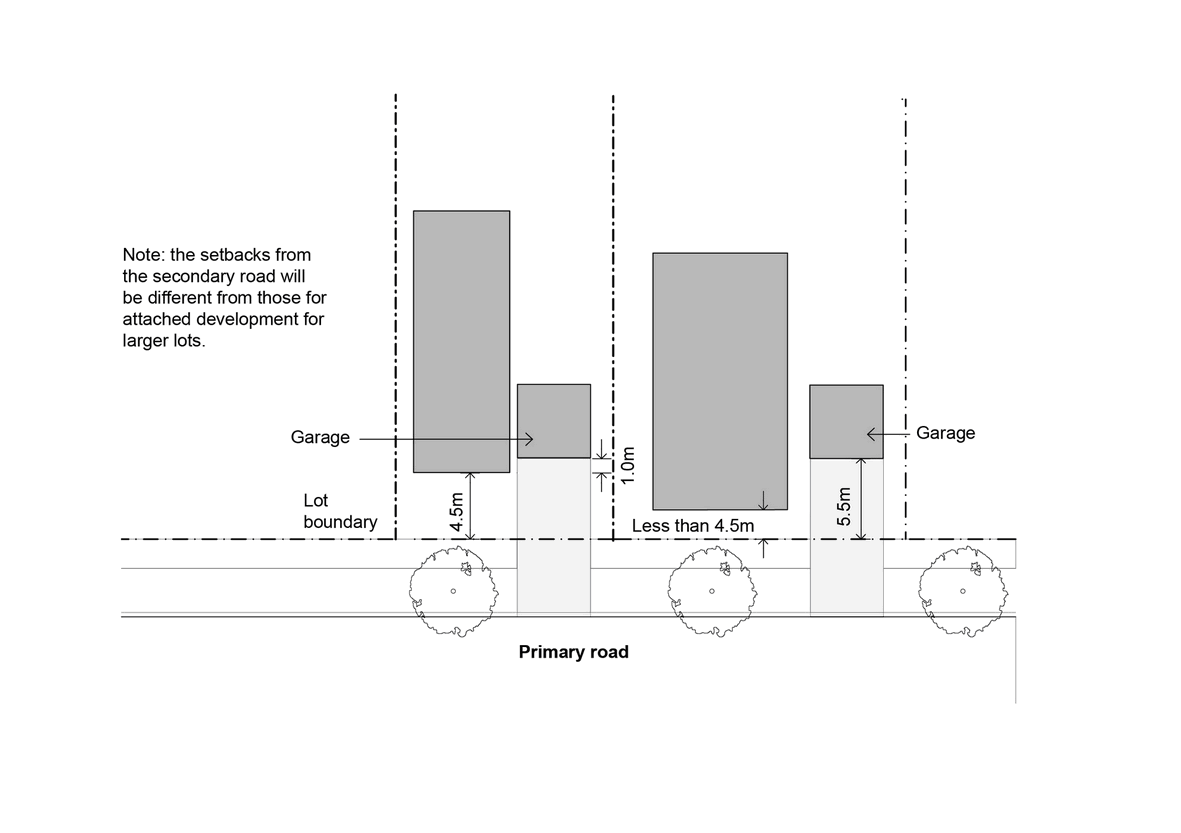 Note: the setbacks from
the secondary road will
be different from those for
attached development for
larger lots.
Garage
Garage
1.0m
Lot
boundary
4.5m
Less than 4.5m
5.5m
Primary road